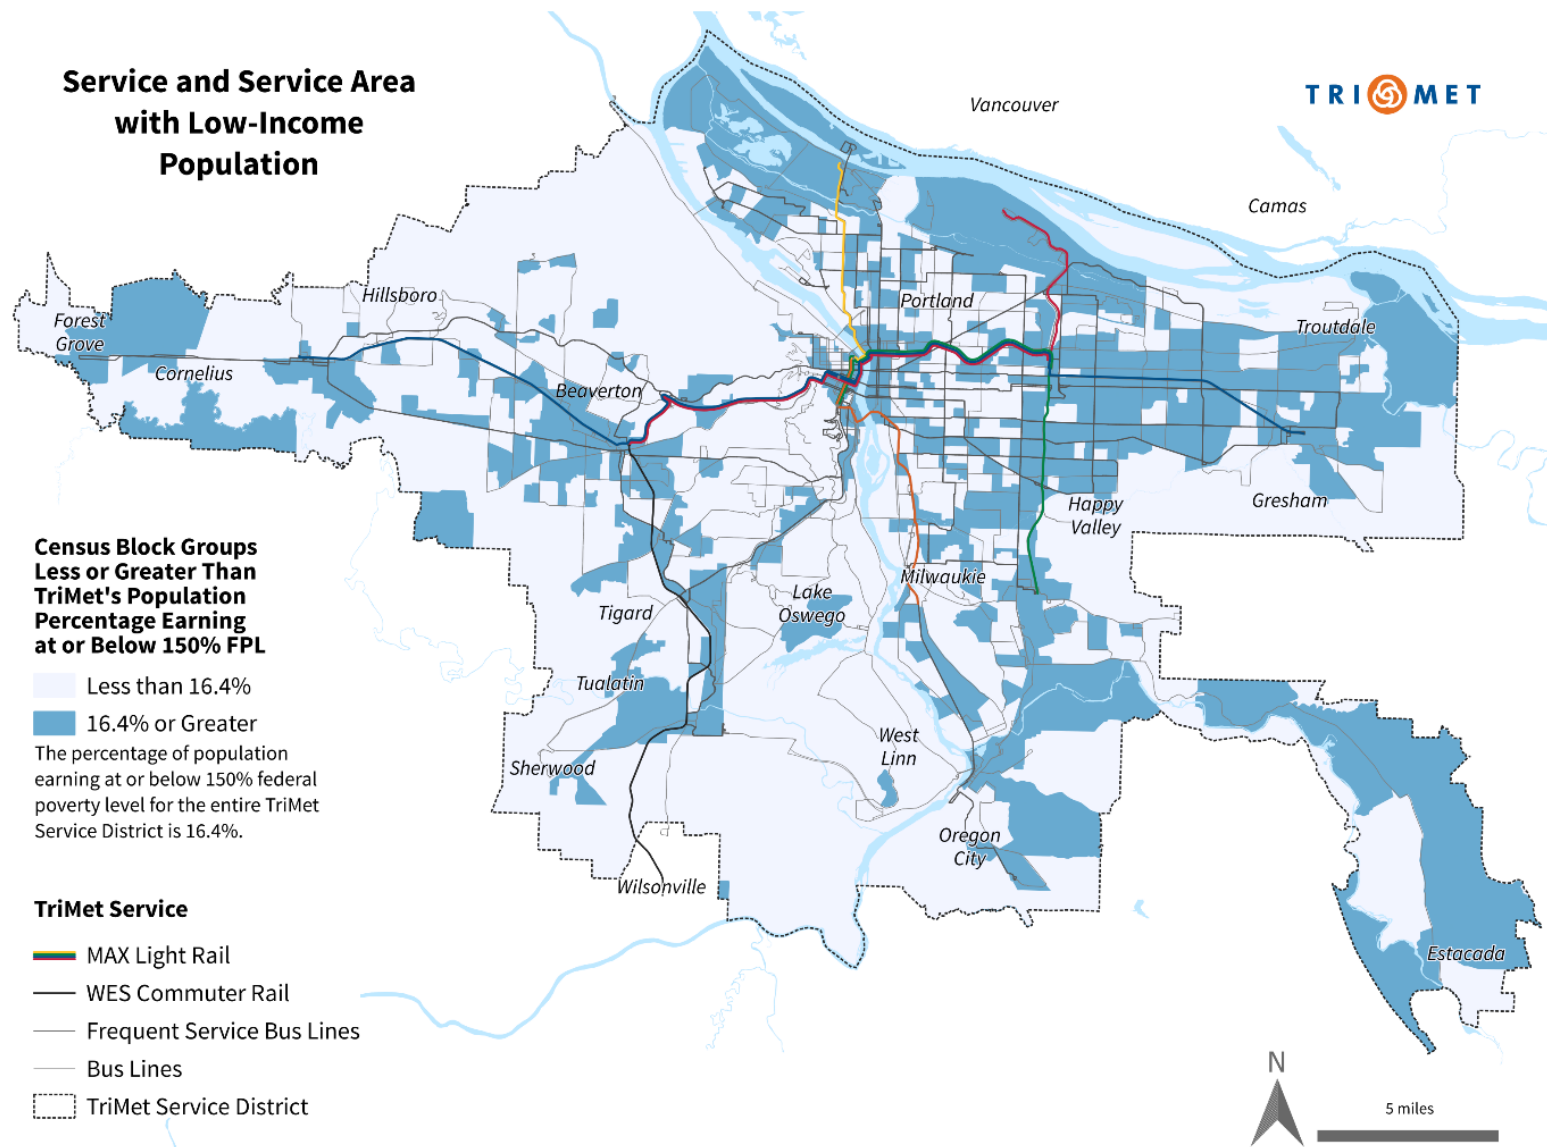 Service and Service Area
with Low-Income
Population
TRI MET
Vancouver
Camas
Hillsboro
Portland
Forest
Grove
Troutdale
Cornelius
Beaverton
Gresham
Happy
Valley
Milwaukie
Lake
Oswego
Tigard
Tualatin
West
Linn
Sherwood
Oregon
City
Wilsonville
Estacada
Census Block Groups
Less or Greater Than
TriMet's Population
Percentage Earning
at or Below 150% FPL
Less than 16.4%
16.4% or Greater
The percentage of population
earning at or below 150% federal
poverty level for the entire TriMet
Service District is 16.4%.
TriMet Service
MAX Light Rail
WES Commuter Rail
Frequent Service Bus Lines
Bus Lines
TriMet Service District
N
5 miles